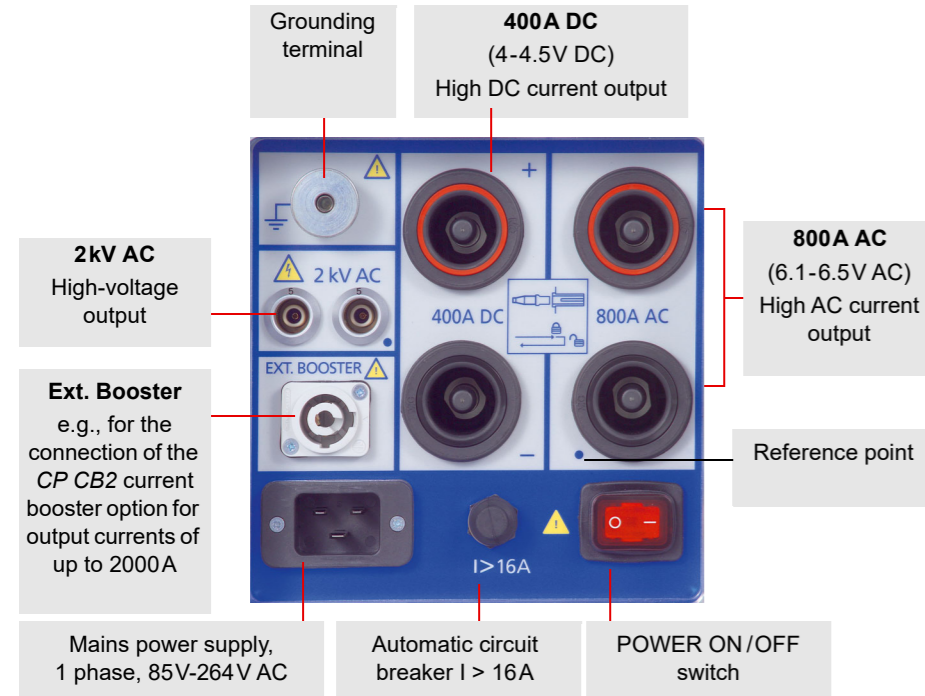 Grounding
terminal
400A DC
(4-4.5V DC)
High DC current output
2kV AC
High-voltage
output
Ext. Booster
e.g., for the
connection of the
CP CB2 current
booster option for
output currents of
up to 2000A
+
2 kV AC
5 5
EXT. BOOSTER
400A DC
800A AC
–
I>16A
O –
800A AC
(6.1-6.5V AC)
High AC current
output
Reference point
Mains power supply,
1 phase, 85V-264V AC
Automatic circuit
breaker I > 16A
POWER ON/OFF
switch